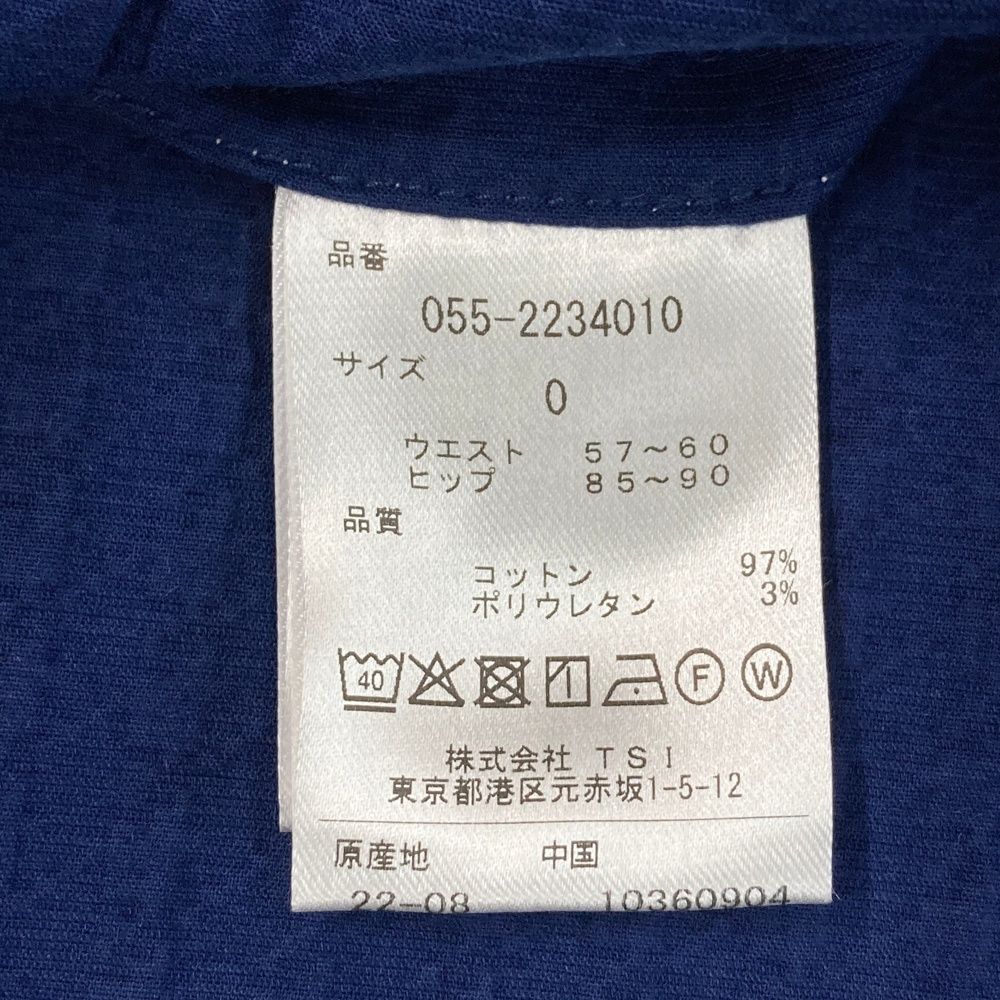 品番
055-2234010
サイズ
0
ウエスト 57～60
ヒップ 85～90
品質
コットン 97%
ポリウレタン 3%
40 F W
株式会社 TSI
東京都港区元赤坂1-5-12
原産地 中国
22-08 10360904